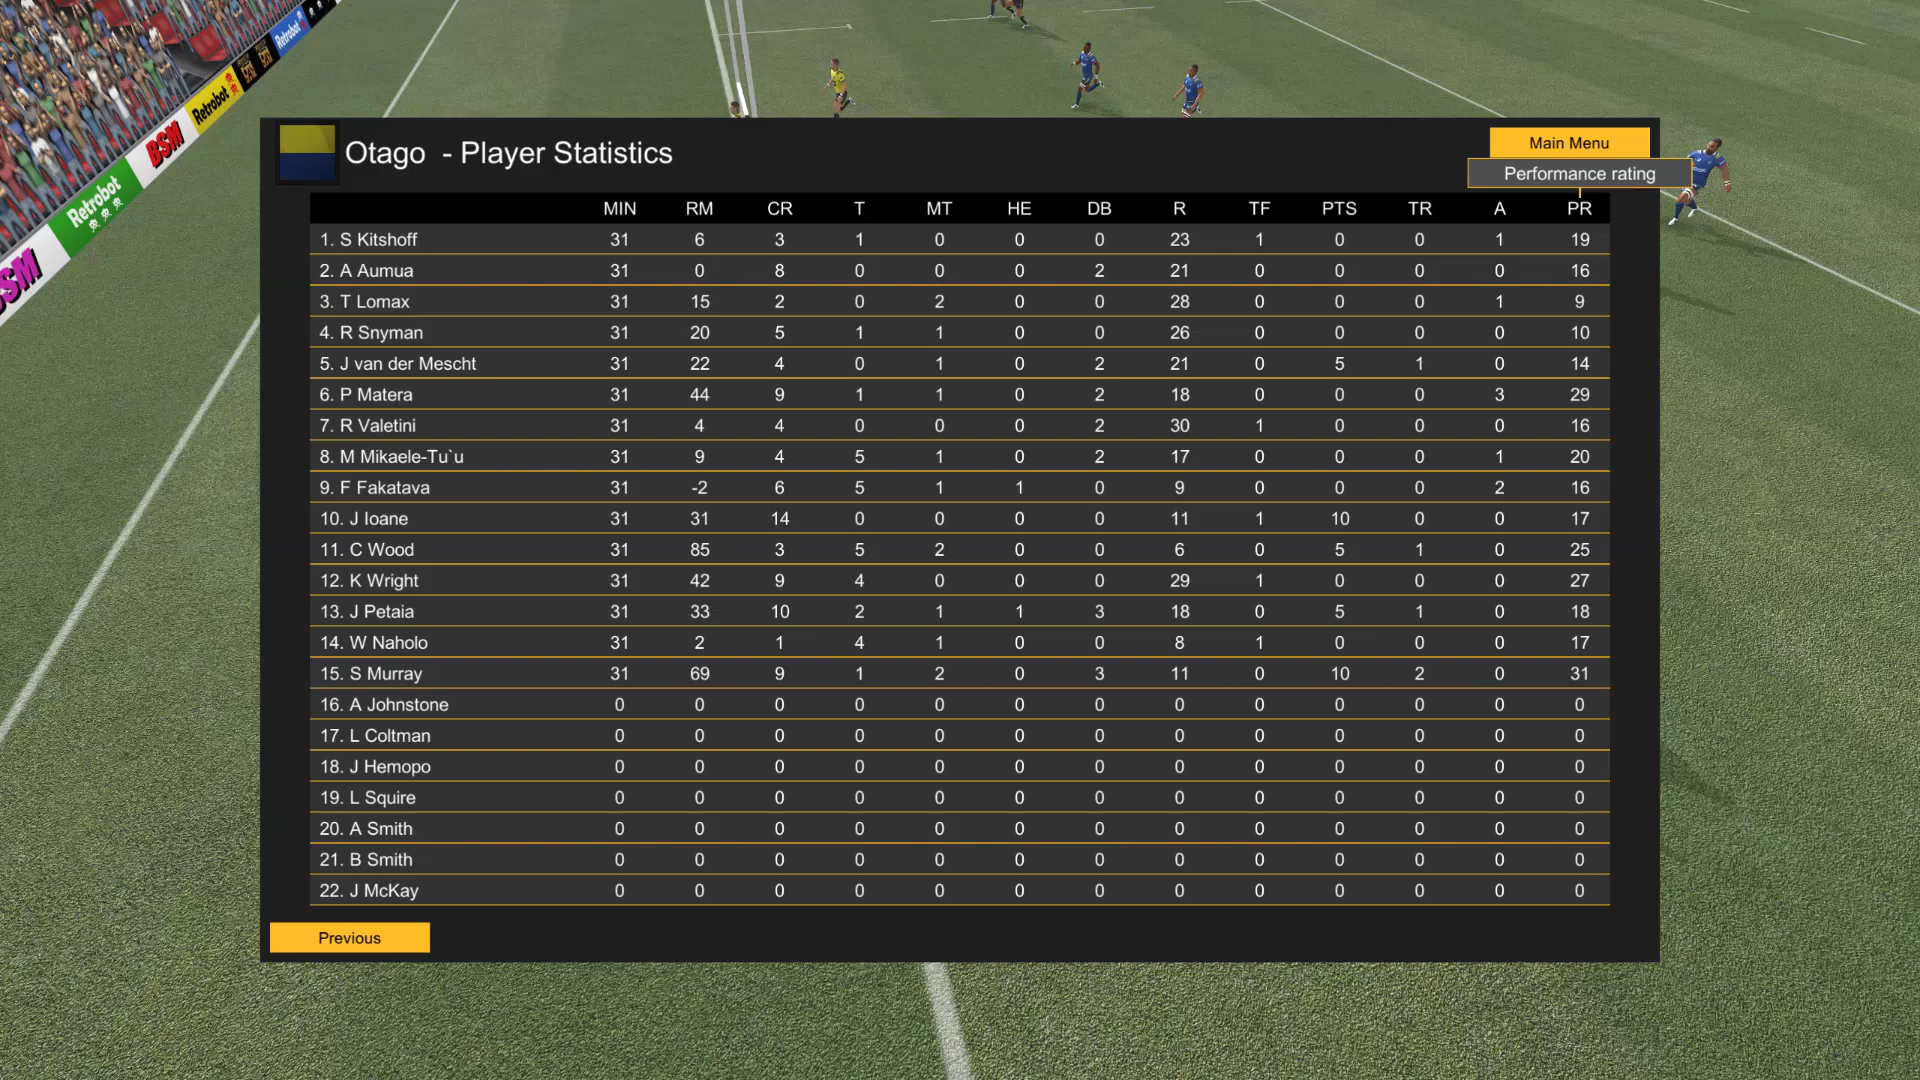 Retrobot
Retrobot
BSM
Retrobot
BSM
Otago - Player Statistics
Main Menu
Performance rating
MIN RM CR T MT HE DB R TF PTS TR A PR
1. S Kitshoff 31 6 3 1 0 0 0 23 1 0 0 1 19
2. A Aumua 31 0 8 0 0 0 2 21 0 0 0 0 16
3. T Lomax 31 15 2 0 2 0 0 28 0 0 0 1 9
4. R Snyman 31 20 5 1 1 0 0 26 0 0 0 0 10
5. J van der Mescht 31 22 4 0 1 0 2 21 0 5 1 0 14
6. P Matera 31 44 9 1 1 0 2 18 0 0 0 3 29
7. R Valetini 31 4 4 0 0 0 2 30 1 0 0 0 16
8. M Mikaele-Tu`u 31 9 4 5 1 0 2 17 0 0 0 1 20
9. F Fakatava 31 -2 6 5 1 1 0 9 0 0 0 2 16
10. J Ioane 31 31 14 0 0 0 0 11 1 10 0 0 17
11. C Wood 31 85 3 5 2 0 0 6 0 5 1 0 25
12. K Wright 31 42 9 4 0 0 0 29 1 0 0 0 27
13. J Petaia 31 33 10 2 1 1 3 18 0 5 1 0 18
14. W Naholo 31 2 1 4 1 0 0 8 1 0 0 0 17
15. S Murray 31 69 9 1 2 0 3 11 0 10 2 0 31
16. A Johnstone 0 0 0 0 0 0 0 0 0 0 0 0 0
17. L Coltman 0 0 0 0 0 0 0 0 0 0 0 0 0
18. J Hemopo 0 0 0 0 0 0 0 0 0 0 0 0 0
19. L Squire 0 0 0 0 0 0 0 0 0 0 0 0 0
20. A Smith 0 0 0 0 0 0 0 0 0 0 0 0 0
21. B Smith 0 0 0 0 0 0 0 0 0 0 0 0 0
22. J McKay 0 0 0 0 0 0 0 0 0 0 0 0 0
Previous